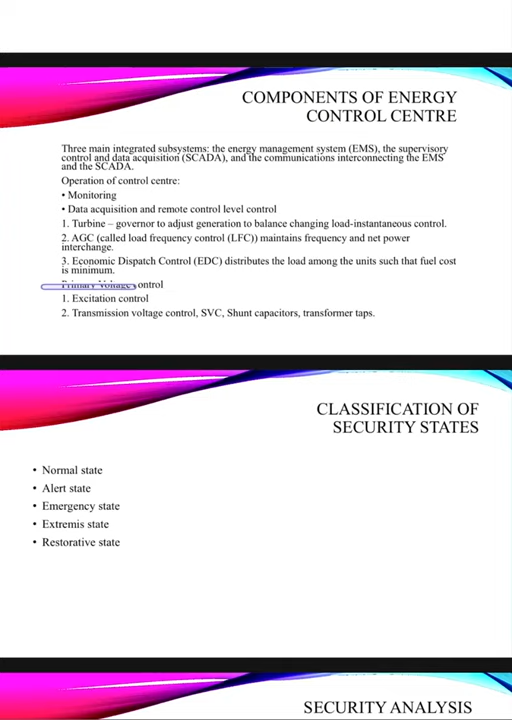 COMPONENTS OF ENERGY
CONTROL CENTRE
Three main integrated subsystems: the energy management system (EMS), the supervisory
control and data acquisition (SCADA), and the communications interconnecting the EMS
and the SCADA.
Operation of control centre:
• Monitoring
• Data acquisition and remote control level control
1. Turbine – governor to adjust generation to balance changing load-instantaneous control.
2. AGC (called load frequency control (LFC)) maintains frequency and net power
interchange.
3. Economic Dispatch Control (EDC) distributes the load among the units such that fuel cost
is minimum.
Primary Voltage control
1. Excitation control
2. Transmission voltage control, SVC, Shunt capacitors, transformer taps.
CLASSIFICATION OF
SECURITY STATES
• Normal state
• Alert state
• Emergency state
• Extremis state
• Restorative state
SECURITY ANALYSIS